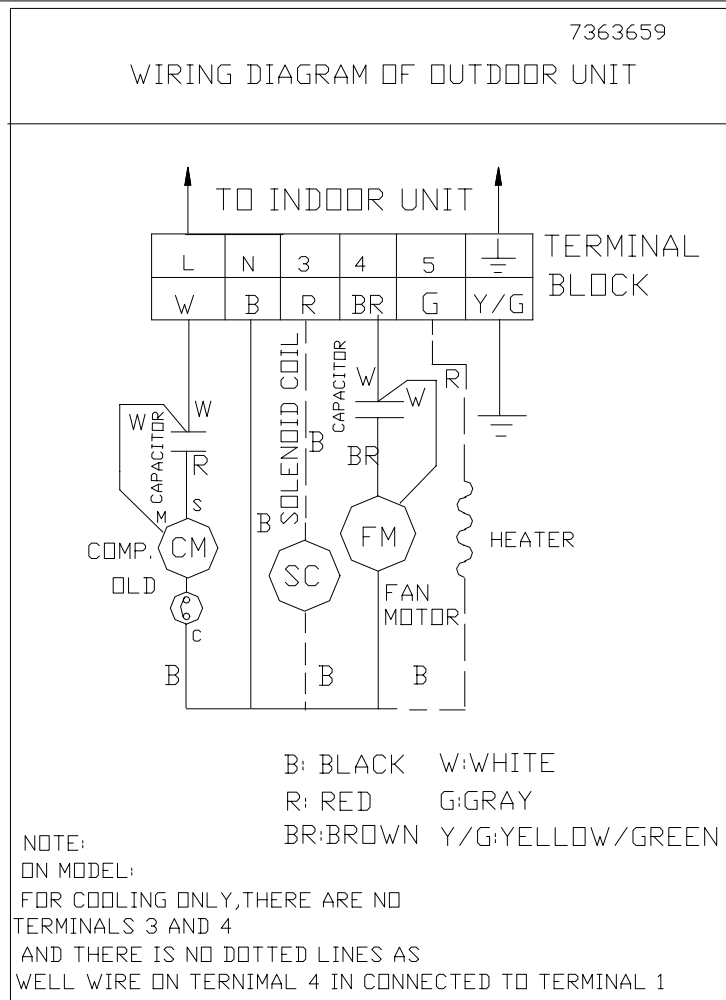 7363659
WIRING DIAGRAM OF OUTDOOR UNIT
TO INDOOR UNIT
L N 3 4 5
TERMINAL
BLOCK
W B R BR G Y/G
SOLENOID COIL
CAPACITOR
W
W
R
W
W
CAPACITOR
B
BR
R
M
S
B
COMP.
CM
FM
HEATER
OLD
SC
FAN
MOTOR
C
B
B
B
B: BLACK W:WHITE
R: RED G:GRAY
BR:BROWN Y/G:YELLOW/GREEN
NOTE:
ON MODEL:
FOR COOLING ONLY,THERE ARE NO
TERMINALS 3 AND 4
AND THERE IS NO DOTTED LINES AS
WELL WIRE ON TERNIMAL 4 IN CONNECTED TO TERMINAL 1